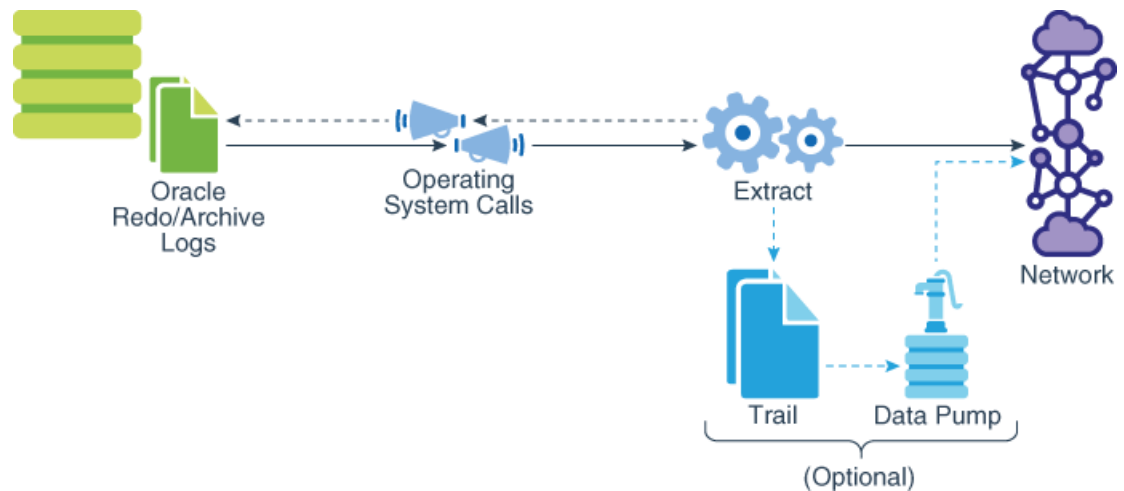 Oracle
Redo/Archive
Logs
Operating
System Calls
Extract
Network
Trail
Data Pump
(Optional)